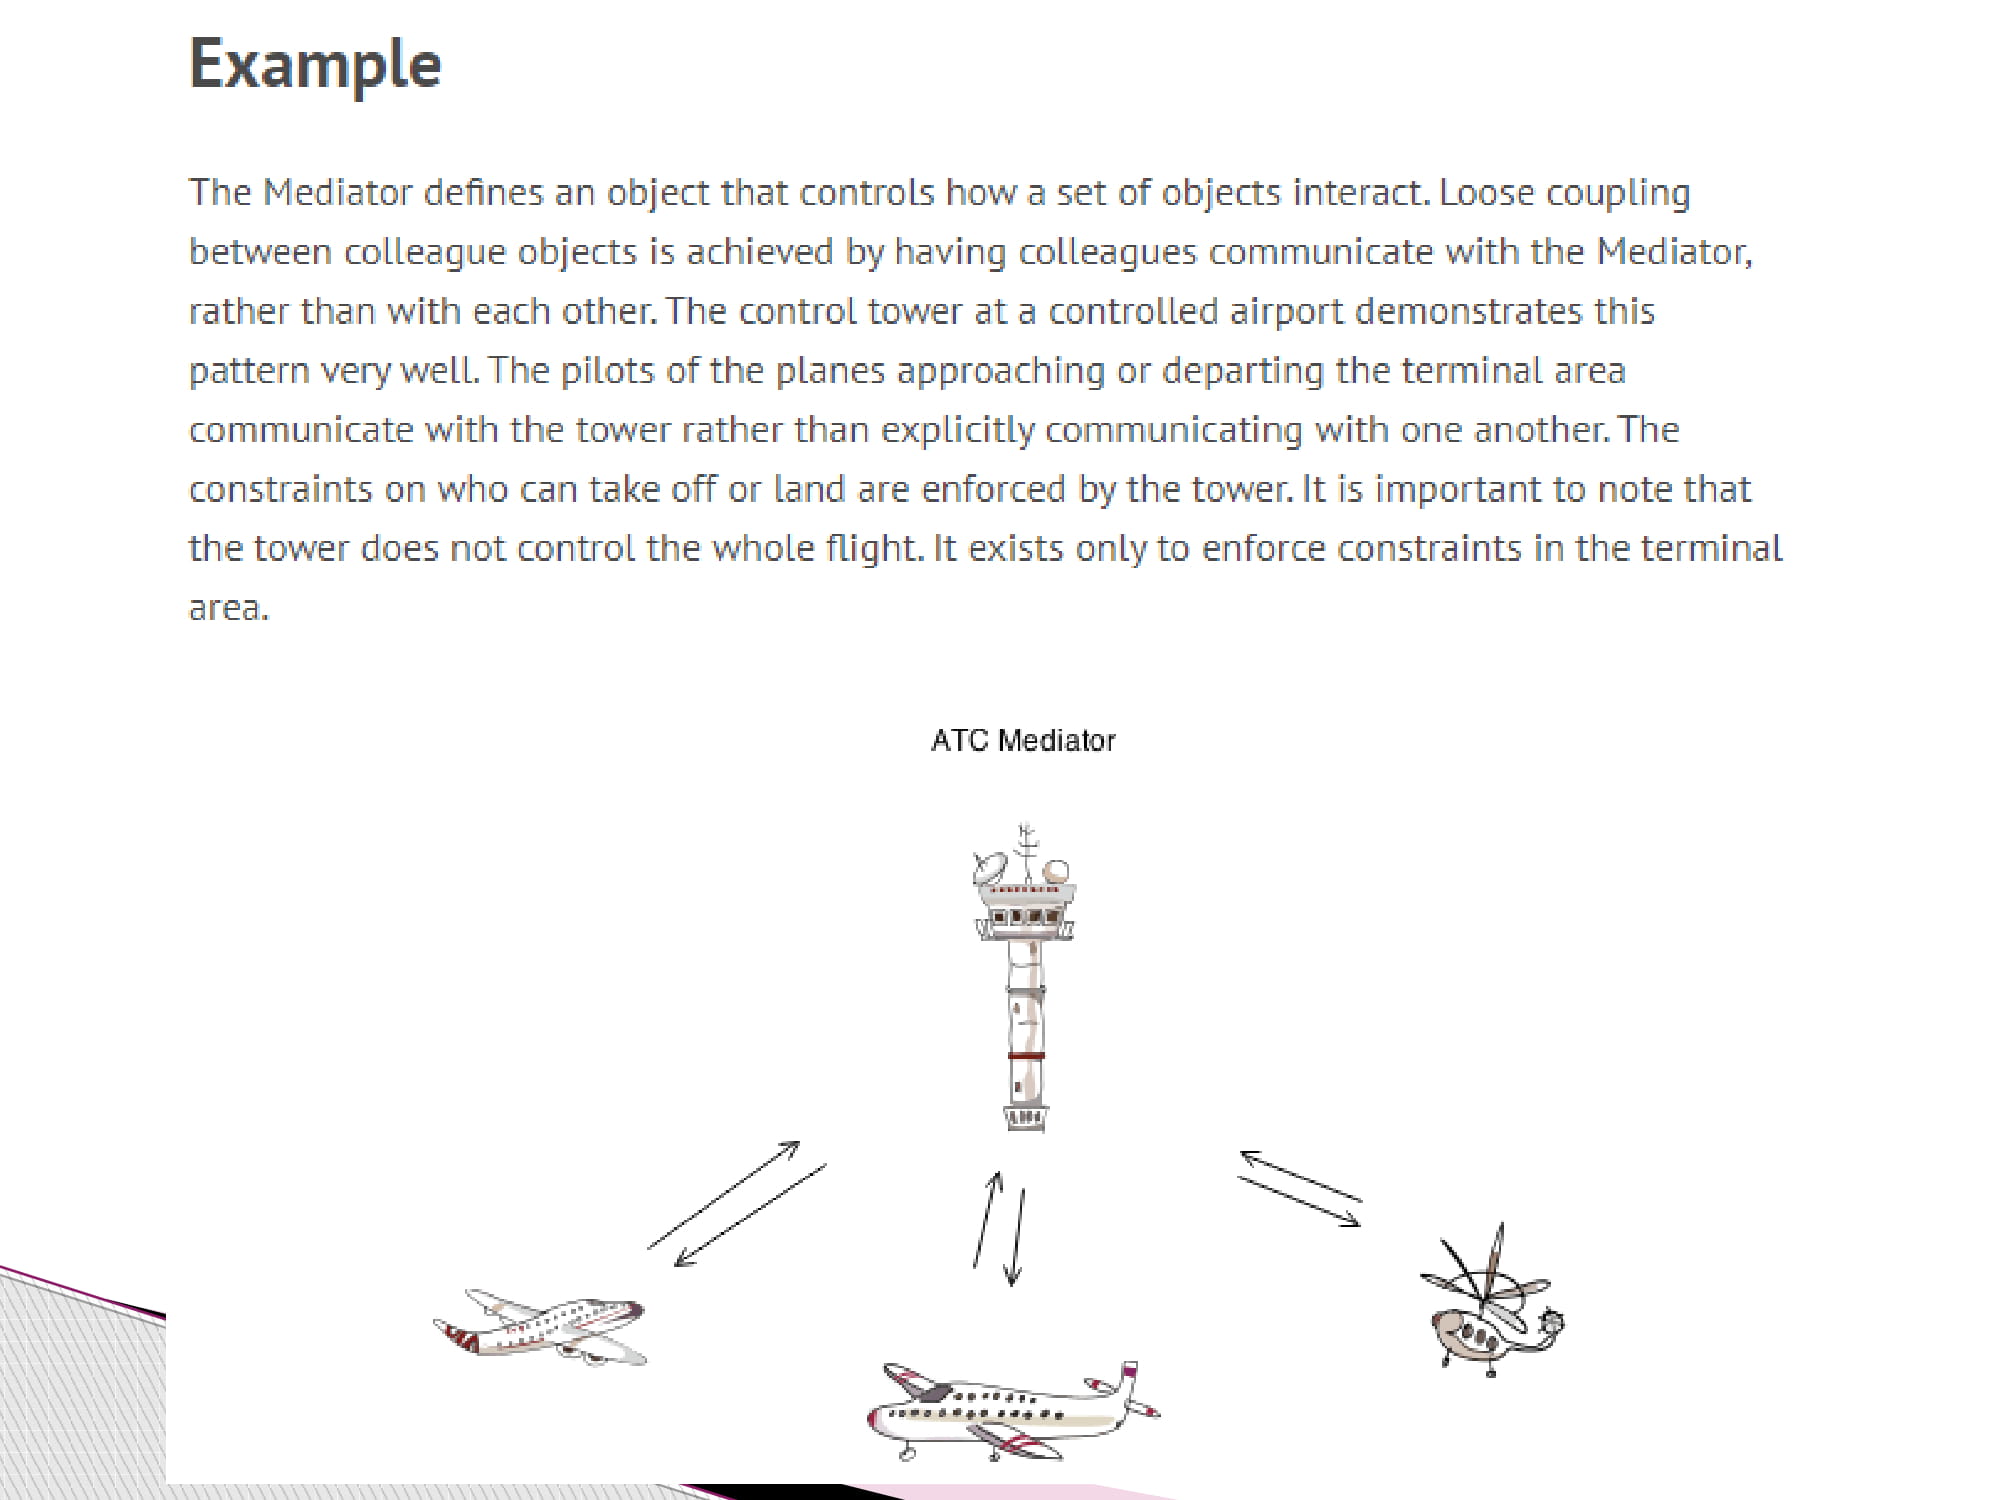 Example
The Mediator defines an object that controls how a set of objects interact. Loose coupling
between colleague objects is achieved by having colleagues communicate with the Mediator,
rather than with each other. The control tower at a controlled airport demonstrates this
pattern very well. The pilots of the planes approaching or departing the terminal area
communicate with the tower rather than explicitly communicating with one another. The
constraints on who can take off or land are enforced by the tower. It is important to note that
the tower does not control the whole flight. It exists only to enforce constraints in the terminal
area.
ATC Mediator